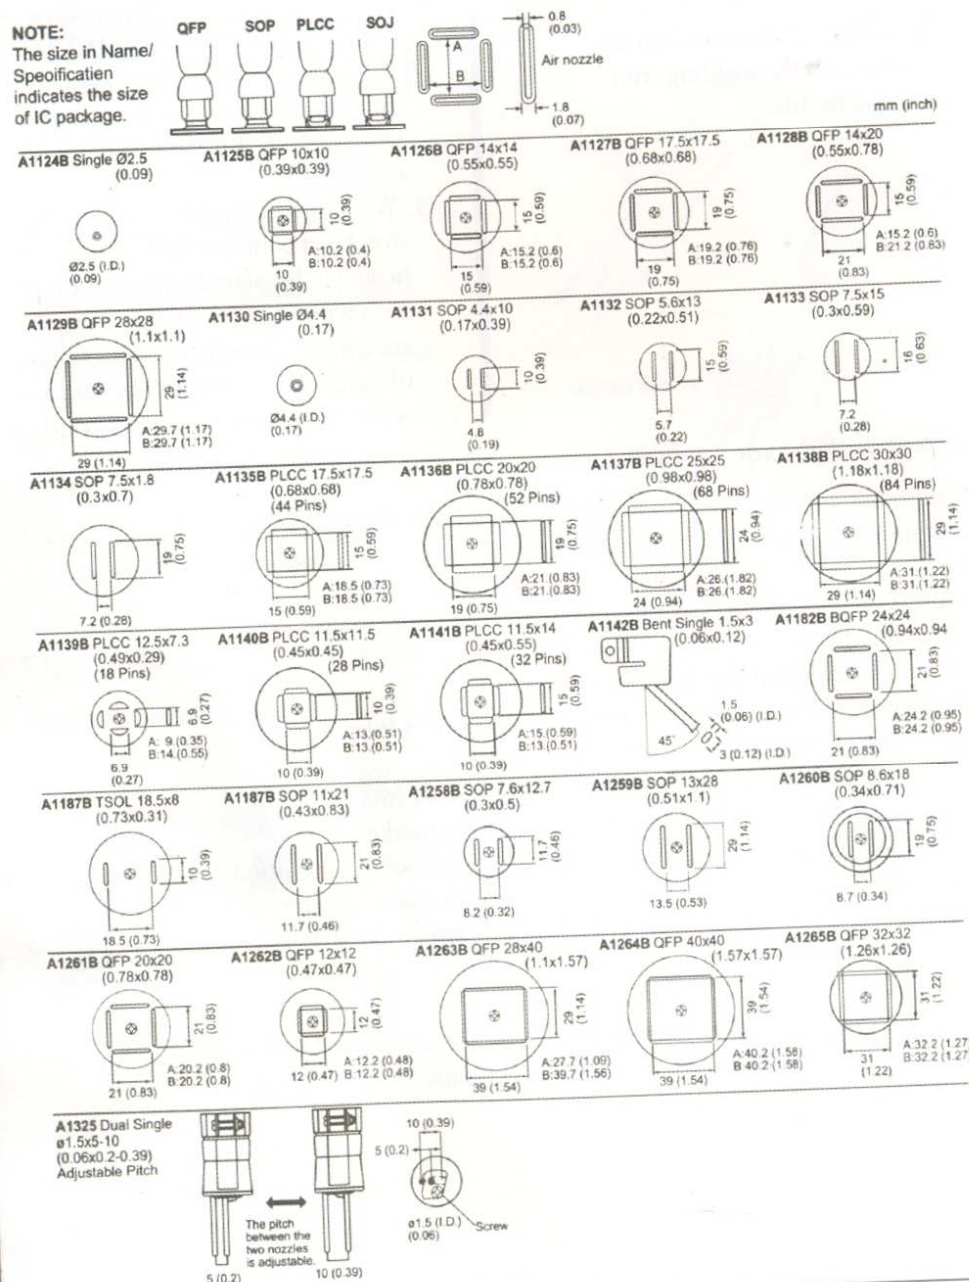 NOTE:
The size in Name/
Speoificatien
indicates the size
of IC package.
QFP SOP PLCC SOJ
A
B
0.8
(0.03)
Air nozzle
1.8
(0.07)
mm (inch)
A1124B Single Ø2.5
(0.09)
Ø2.5 (I.D.)
(0.09)
A1125B QFP 10x10
(0.39x0.39)
10
(0.39)
A:10.2 (0.4)
B:10.2 (0.4)
10
(0.39)
A1126B QFP 14x14
(0.55x0.55)
15
(0.59)
A:15.2 (0.6)
B:15.2 (0.6)
15
(0.59)
A1127B QFP 17.5x17.5
(0.68x0.68)
19
(0.75)
A:19.2 (0.76)
B:19.2 (0.76)
19
(0.75)
A1128B QFP 14x20
(0.55x0.78)
15
(0.59)
A:15.2 (0.6)
B:21.2 (0.83)
21
(0.83)
A1129B QFP 28x28
(1.1x1.1)
29
(1.14)
A:29.7 (1.17)
B:29.7 (1.17)
29 (1.14)
A1130 Single Ø4.4
(0.17)
Ø4.4 (I.D.)
(0.17)
A1131 SOP 4.4x10
(0.17x0.39)
10
(0.39)
4.8
(0.19)
A1132 SOP 5.6x13
(0.22x0.51)
15
(0.59)
5.7
(0.22)
A1133 SOP 7.5x15
(0.3x0.59)
16
(0.63)
7.2
(0.28)
A1134 SOP 7.5x1.8
(0.3x0.7)
19
(0.75)
7.2 (0.28)
A1135B PLCC 17.5x17.5
(0.68x0.68)
(44 Pins)
15
(0.59)
A:18.5 (0.73)
B:18.5 (0.73)
15 (0.59)
A1136B PLCC 20x20
(0.78x0.78)
(52 Pins)
19
(0.75)
A:21.(0.83)
B:21.(0.83)
19 (0.75)
A1137B PLCC 25x25
(0.98x0.98)
(68 Pins)
24
(0.94)
A:26.(1.82)
B:26.(1.82)
24 (0.94)
A1138B PLCC 30x30
(1.18x1.18)
(84 Pins)
29
(1.14)
A:31.(1.22)
B:31.(1.22)
29 (1.14)
A1139B PLCC 12.5x7.3
(0.49x0.29)
(18 Pins)
6.9
(0.27)
A: 9.(0.35)
B:14.(0.55)
6.9
(0.27)
A1140B PLCC 11.5x11.5
(0.45x0.45)
(28 Pins)
10
(0.39)
A:13.(0.51)
B:13.(0.51)
10 (0.39)
A1141B PLCC 11.5x14
(0.45x0.55)
(32 Pins)
15
(0.59)
A:15.(0.59)
B:13.(0.51)
10 (0.39)
A1142B Bent Single 1.5x3
(0.06x0.12)
1.5
(0.06) (I.D.)
45°
3 (0.12) (I.D.)
A1182B BQFP 24x24
(0.94x0.94
21
(0.83)
A:24.2 (0.95)
B:24.2 (0.95)
21 (0.83)
A1187B TSOL 18.5x8
(0.73x0.31)
10
(0.39)
18.5 (0.73)
A1187B SOP 11x21
(0.43x0.83)
21
(0.83)
11.7 (0.46)
A1258B SOP 7.6x12.7
(0.3x0.5)
11.7
(0.46)
8.2 (0.32)
A1259B SOP 13x28
(0.51x1.1)
29
(1.14)
13.5 (0.53)
A1260B SOP 8.6x18
(0.34x0.71)
19
(0.75)
8.7 (0.34)
A1261B QFP 20x20
(0.78x0.78)
21
(0.83)
A:20.2 (0.8)
B:20.2 (0.8)
21 (0.83)
A1262B QFP 12x12
(0.47x0.47)
12
(0.47)
A:12.2 (0.48)
B:12.2 (0.48)
12 (0.47)
A1263B QFP 28x40
(1.1x1.57)
29
(1.14)
A:27.7 (1.09)
B:39.7 (1.56)
39 (1.54)
A1264B QFP 40x40
(1.57x1.57)
39
(1.54)
A:40.2 (1.58)
B:40.2 (1.58)
39 (1.54)
A1265B QFP 32x32
(1.26x1.26)
31
(1.22)
A:32.2 (1.27
B:32.2 (1.27
31
(1.22)
A1325 Dual Single
ø1.5x5-10
(0.06x0.2-0.39)
Adjustable Pitch
The pitch
between the
two nozzles
is adjustable.
5 (0.2)
10 (0.39)
10 (0.39)
5 (0.2)
ø1.5 (I.D.)
(0.06)
Screw